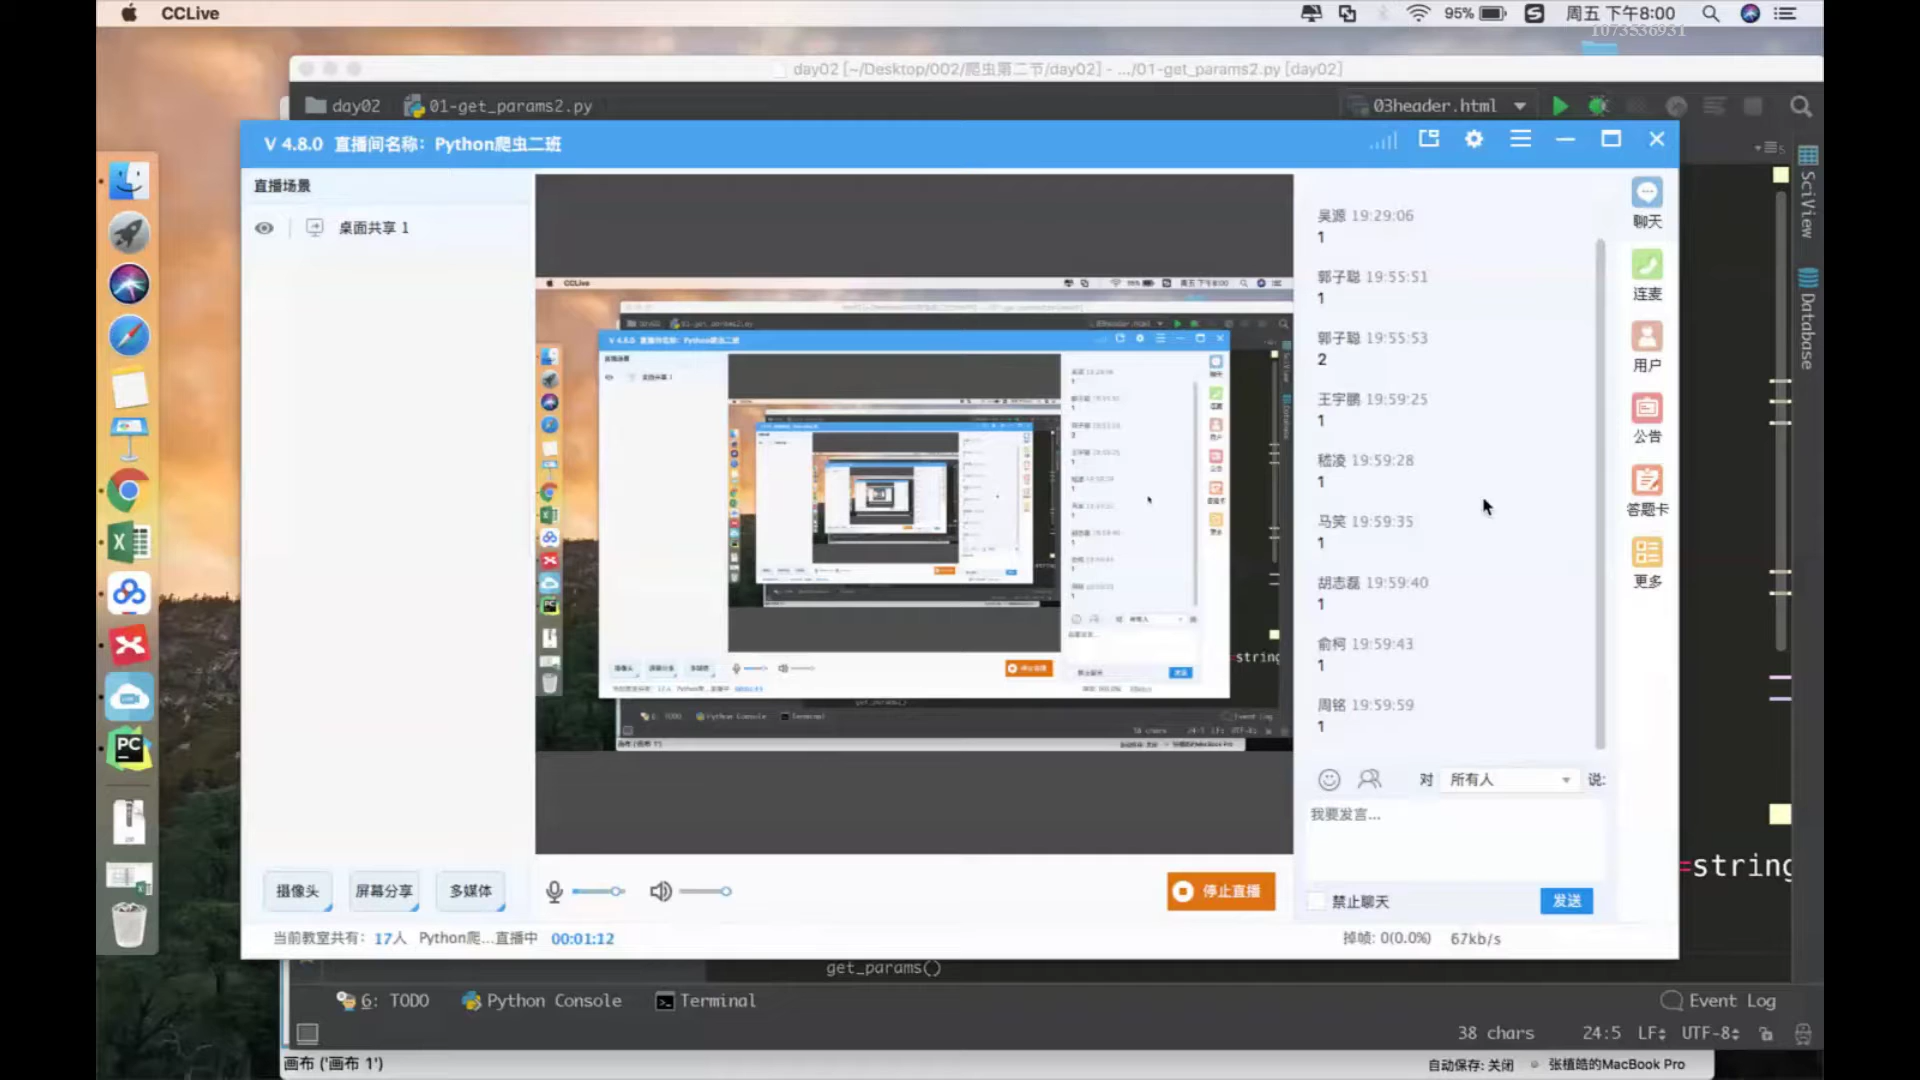 CCLive
95%
周五 下午8:00
1073536931
day02 [~/Desktop/002/爬虫第二节/day02] - .../01-get_params2.py [day02]
day02
01-get_params2.py
03header.html
V 4.8.0 直播间名称: Python爬虫二班
直播场景
桌面共享 1
吴源 19:29:06
1
郭子聪 19:55:51
1
郭子聪 19:55:53
2
王宇鹏 19:59:25
1
嵇凌 19:59:28
1
马笑 19:59:35
1
胡志磊 19:59:40
1
俞柯 19:59:43
1
周铭 19:59:59
1
聊天
连麦
用户
公告
答题卡
更多
SciView
Database
对 所有人 说:
我要发言...
禁止聊天
发送
摄像头
屏幕分享
多媒体
停止直播
当前教室共有: 17人 Python爬...直播中 00:01:12
掉帧: 0(0.0%) 67kb/s
=string
get_params()
6: TODO
Python Console
Terminal
Event Log
38 chars
24:5
LF
UTF-8
画布 ('画布 1')
自动保存: 关闭
张植皓的MacBook Pro